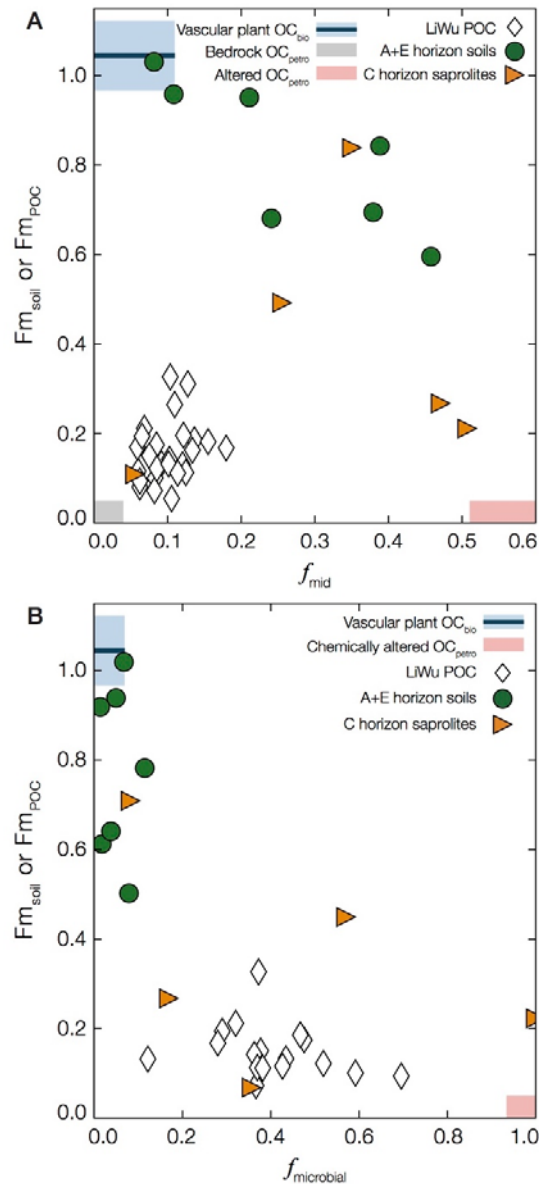 A
Vascular plant OCbio
Bedrock OCpetro
Altered OCpetro
LiWu POC
A+E horizon soils
C horizon saprolites
1.0
0.8
0.6
0.4
0.2
0.0
Fmsoil or FmPOC
0.0 0.1 0.2 0.3 0.4 0.5 0.6
fmid
B
Vascular plant OCbio
Chemically altered OCpetro
LiWu POC
A+E horizon soils
C horizon saprolites
1.0
0.8
0.6
0.4
0.2
0.0
Fmsoil or FmPOC
0.0 0.2 0.4 0.6 0.8 1.0
fmicrobial